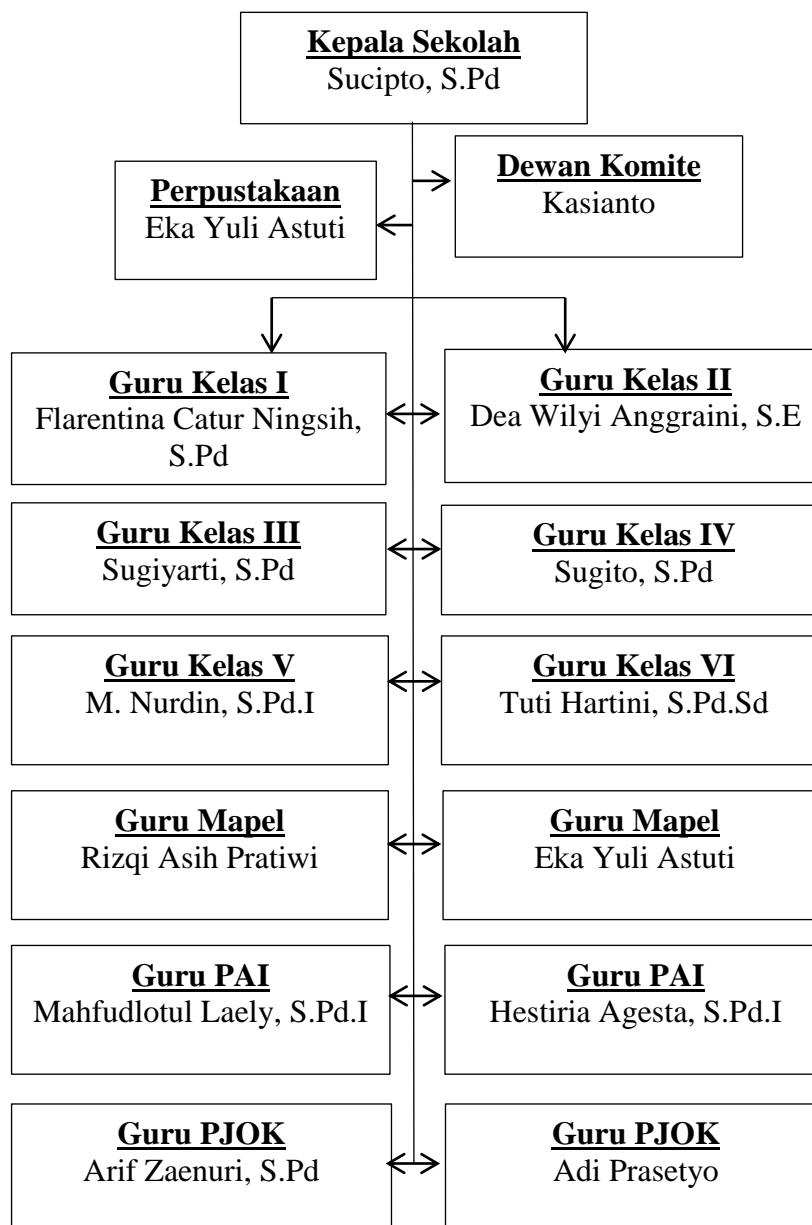 Kepala Sekolah
Sucipto, S.Pd
Dewan Komite
Kasianto
Perpustakaan
Eka Yuli Astuti
Guru Kelas I
Flarentina Catur Ningsih,
S.Pd
Guru Kelas II
Dea Wilyi Anggraini, S.E
Guru Kelas III
Sugiyarti, S.Pd
Guru Kelas IV
Sugito, S.Pd
Guru Kelas V
M. Nurdin, S.Pd.I
Guru Kelas VI
Tuti Hartini, S.Pd.Sd
Guru Mapel
Rizqi Asih Pratiwi
Guru Mapel
Eka Yuli Astuti
Guru PAI
Mahfudlotul Laely, S.Pd.I
Guru PAI
Hestiria Agesta, S.Pd.I
Guru PJOK
Arif Zaenuri, S.Pd
Guru PJOK
Adi Prasetyo